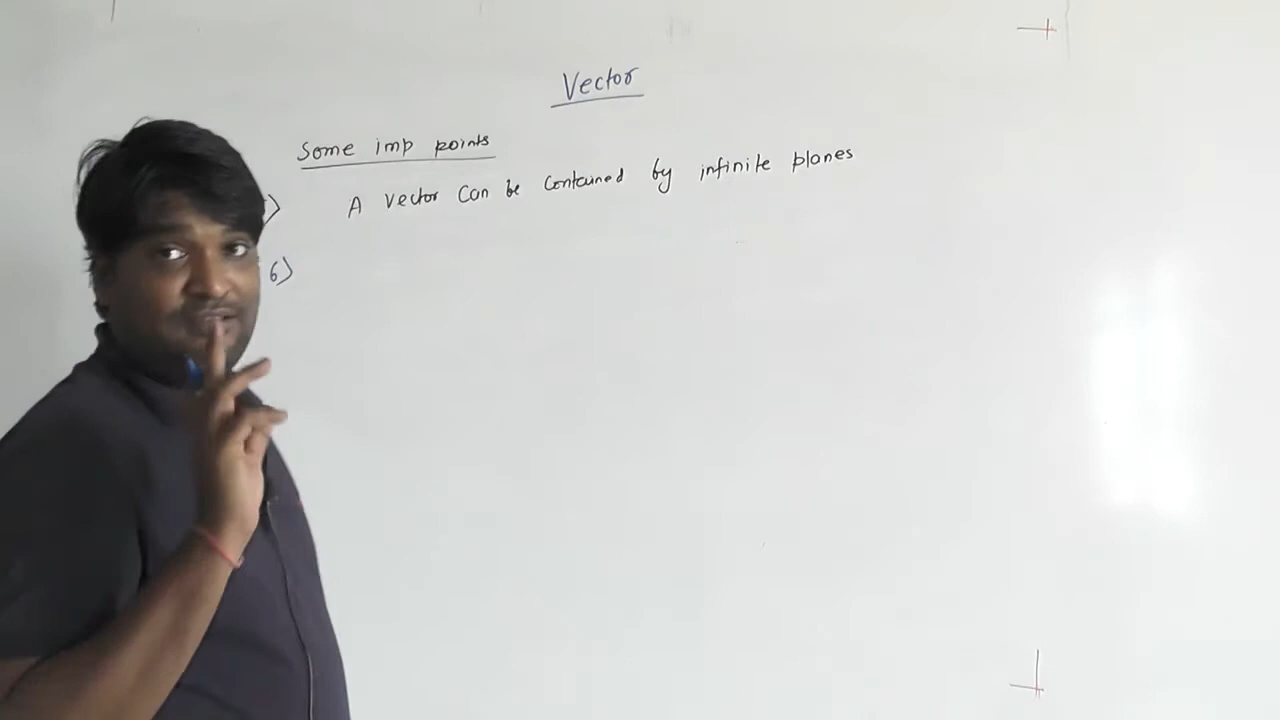 Vector
Some imp points
) A vector can be contained by infinite planes
6)